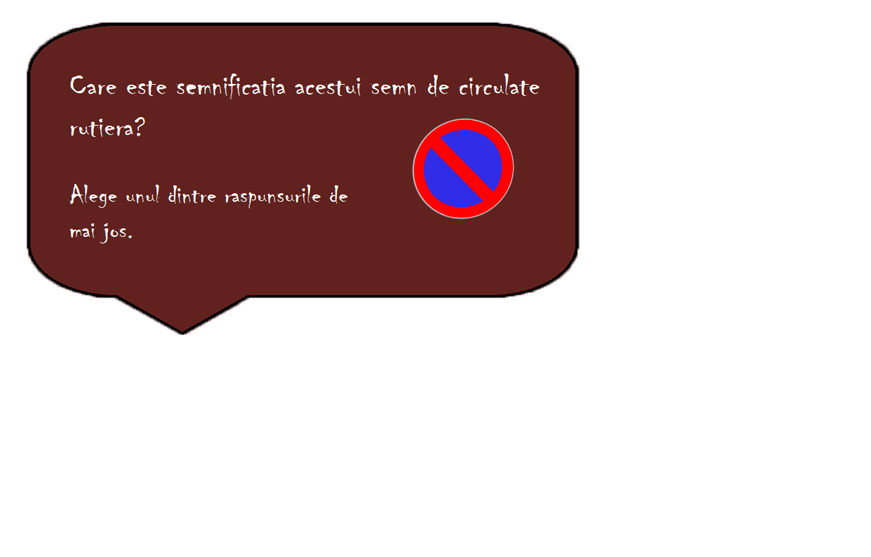 Care este semnificatia acestui semn de circulate
rutiera?
Alege unul dintre raspunsurile de
mai jos.